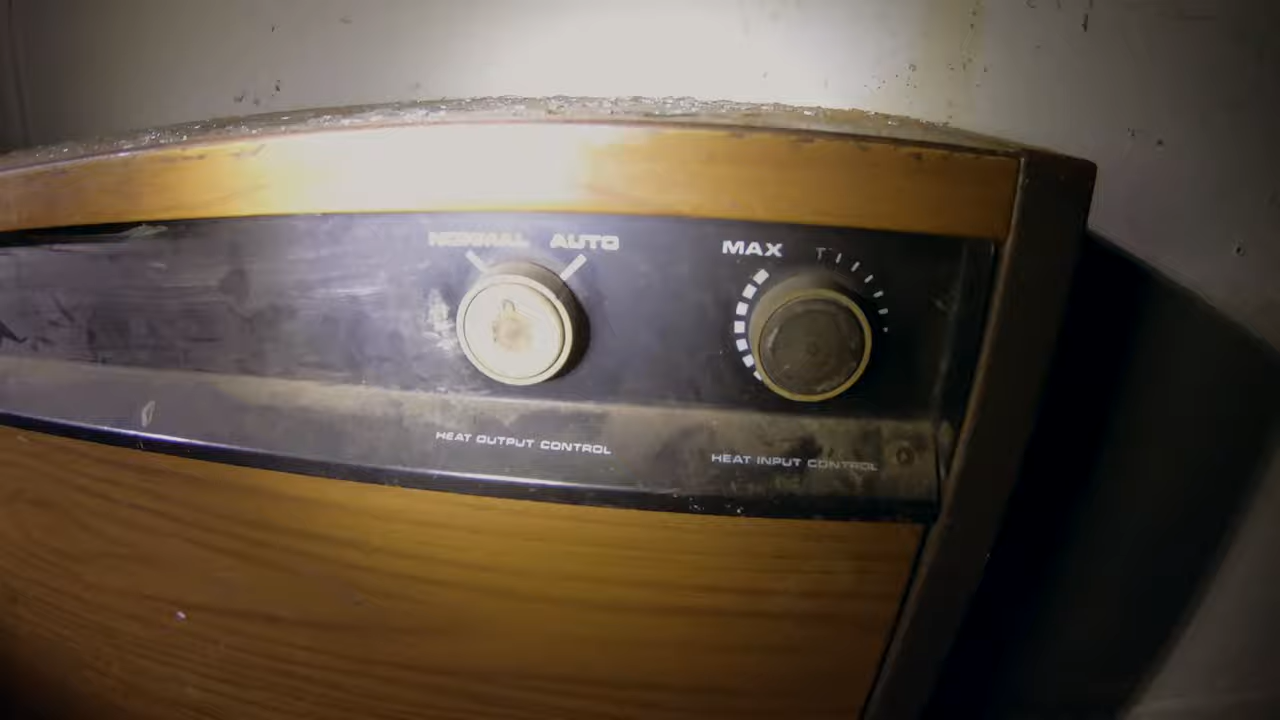 NORMAL AUTO
MAX
HEAT OUTPUT CONTROL
HEAT INPUT CONTROL